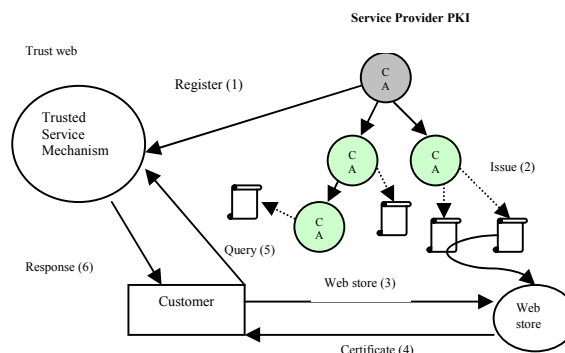 Service Provider PKI
Trust web
Register (1)
C
A
Trusted
Service
Mechanism
C
A
C
A
Issue (2)
C
A
Query (5)
Response (6)
Customer
Web store (3)
Web
store
Certificate (4)